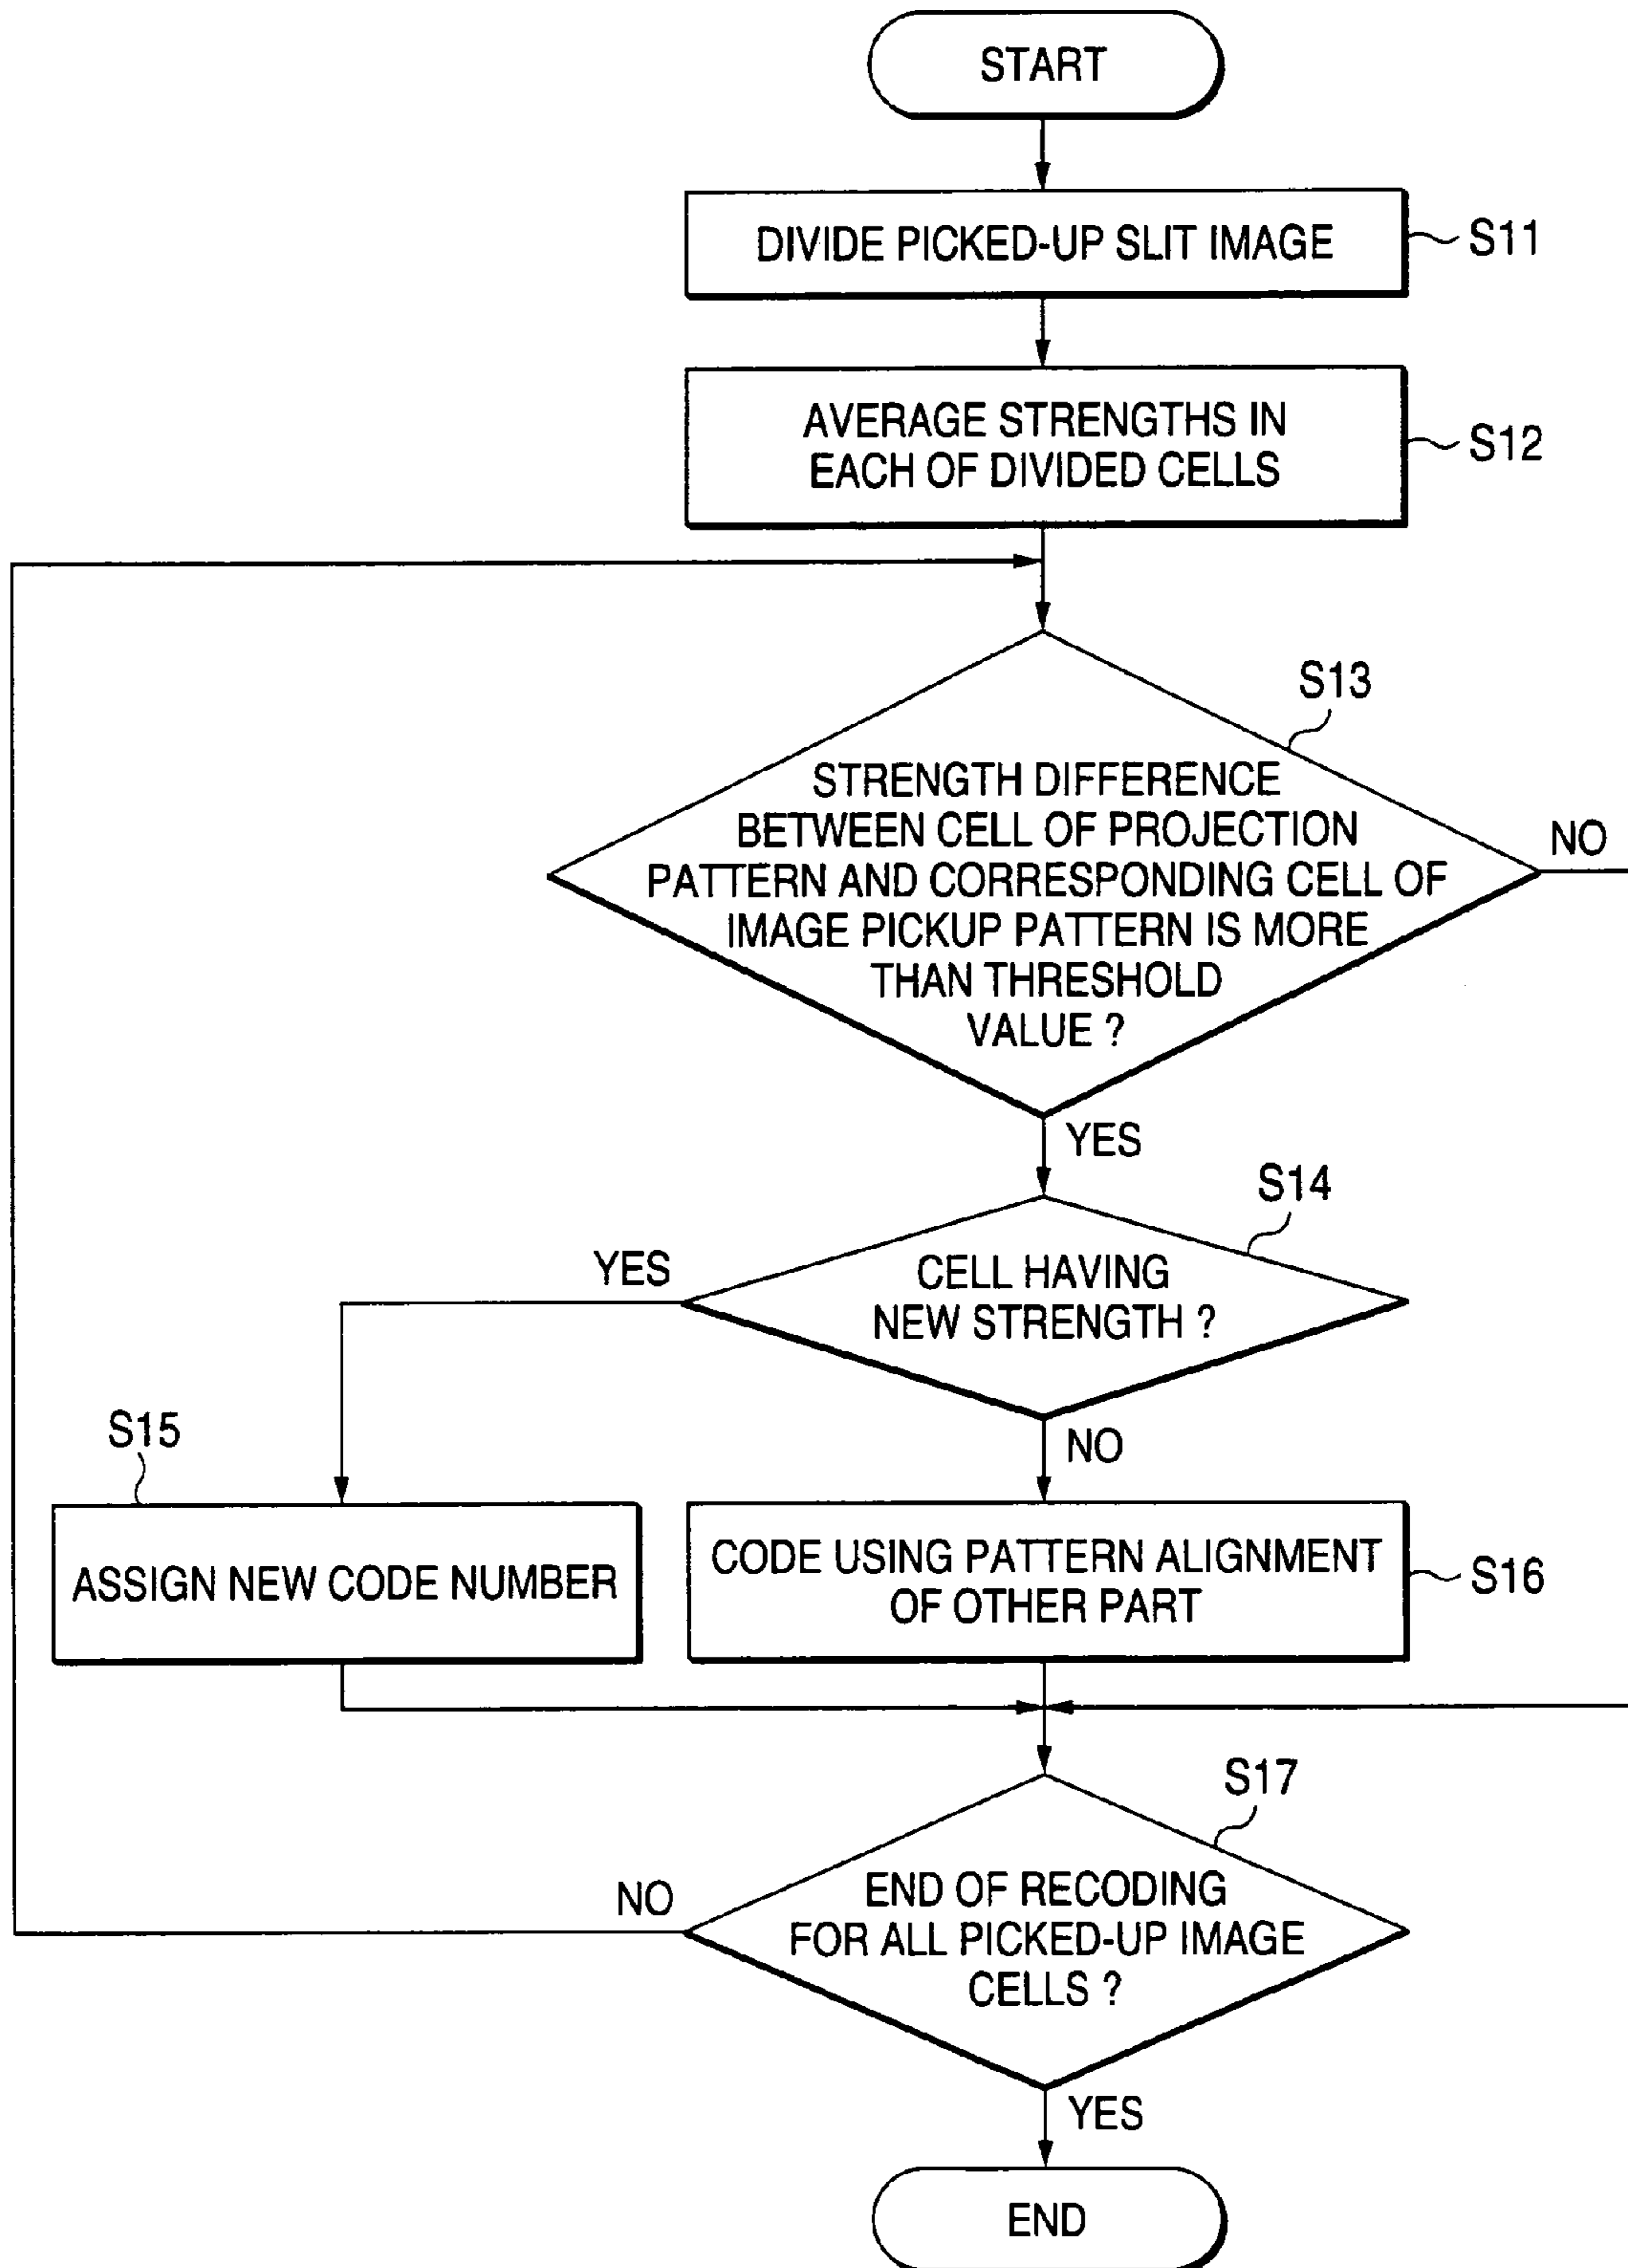 START
DIVIDE PICKED-UP SLIT IMAGE
S11
AVERAGE STRENGTHS IN
EACH OF DIVIDED CELLS
S12
S13
STRENGTH DIFFERENCE
BETWEEN CELL OF PROJECTION
PATTERN AND CORRESPONDING CELL OF
IMAGE PICKUP PATTERN IS MORE
THAN THRESHOLD
VALUE ?
NO
YES
S14
CELL HAVING
NEW STRENGTH ?
YES
NO
S15
ASSIGN NEW CODE NUMBER
CODE USING PATTERN ALIGNMENT
OF OTHER PART
S16
S17
END OF RECODING
FOR ALL PICKED-UP IMAGE
CELLS ?
NO
YES
END